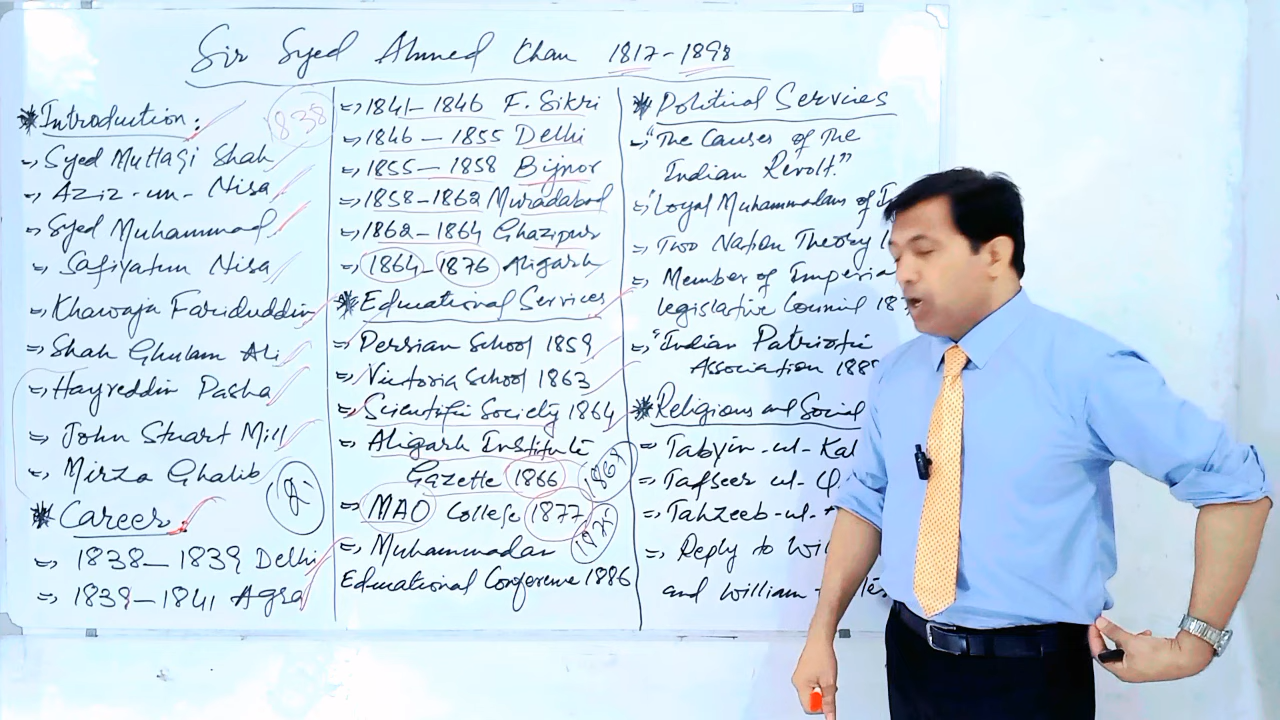 Sir Syed Ahmed Khan 1817-1898
* Introduction:
1838
=> Syed Muttaqi Shah
=> Aziz-un-Nisa
=> Syed Muhammad
=> Safiyatun Nisa
=> Khawaja Fariduddin
=> Shah Ghulam Ali
=> Hayreddin Pasha
=> John Stuart Mill
=> Mirza Ghalib
* Career:
=> 1838-1839 Delhi
=> 1839-1841 Agra
=> 1841-1846 F. Sikri
=> 1846-1855 Delhi
=> 1855-1858 Bijnor
=> 1858-1862 Muradabad
=> 1862-1864 Ghazipur
=> 1864-1876 Aligarh
* Educational Services
=> Persian School 1859
=> Victoria School 1863
=> Scientific Society 1864
=> Aligarh Institute
Gazette 1866
1869
=> MAO College 1877
1875
=> Muhammadan
Educational Conference 1886
* Political Services
=> "The Causes of the
Indian Revolt."
=> "Loyal Muhammadans of
=> Two Nation Theory
=> Member of Imperia
Legislative Council 18
=> "Indian Patriotic
Association 188
* Religious and Social
=> Tabyin-ul-Kal
=> Tafseer ul-Q
=> Tahzeeb-ul-
=> Reply to Wil
and William